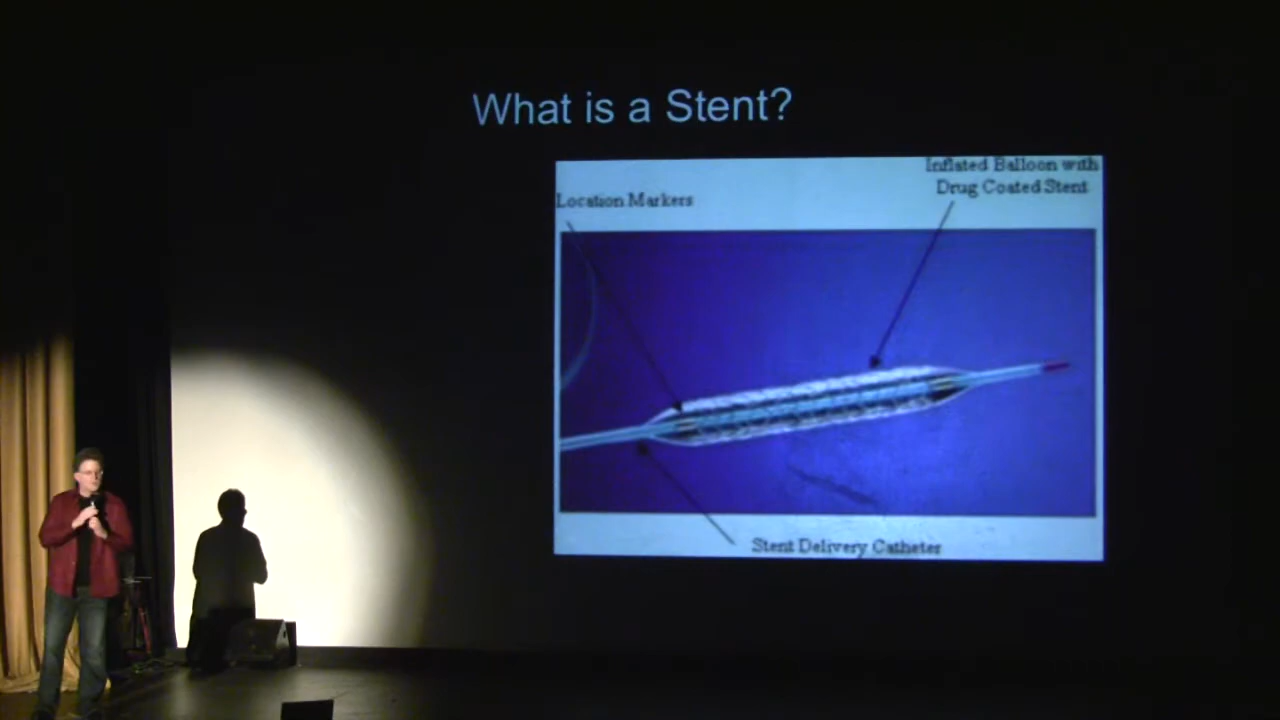 What is a Stent?
Inflated Balloon with
Drug Coated Stent
Location Markers
Stent Delivery Catheter